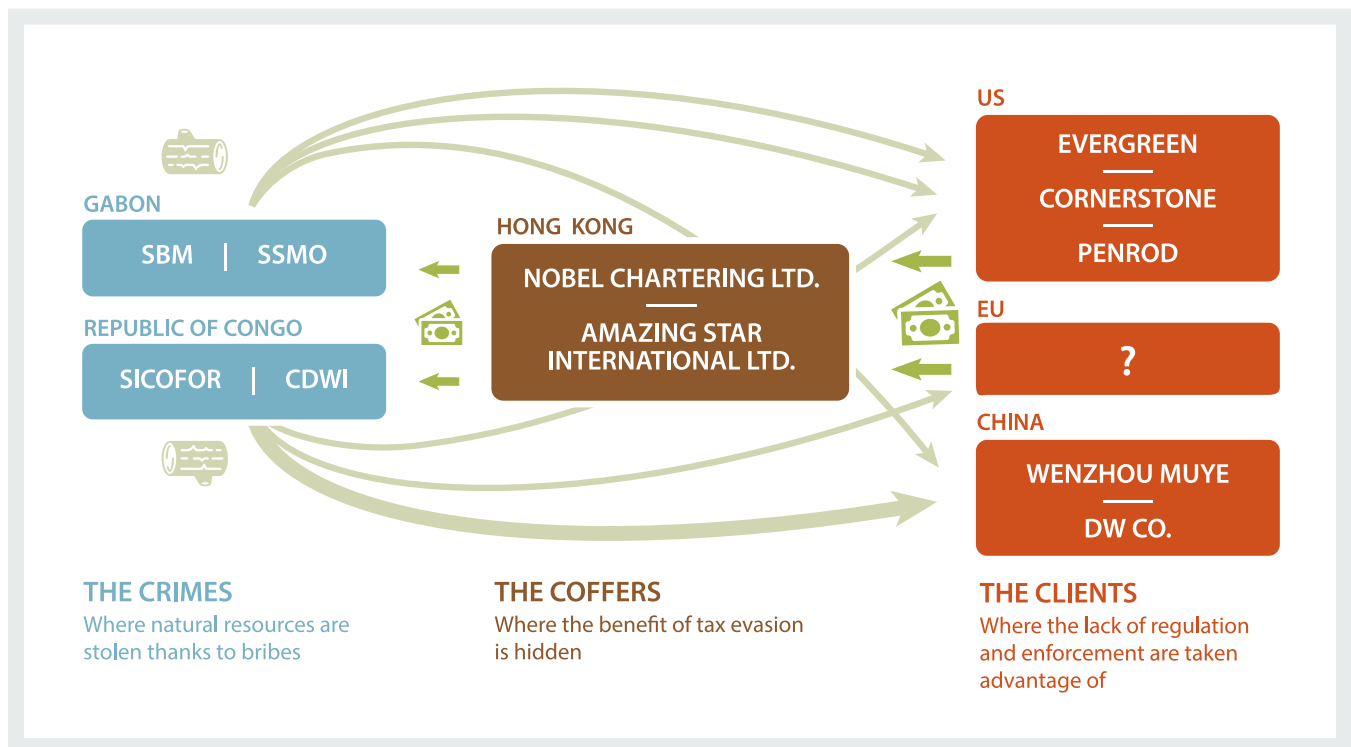 GABON
SBM | SSMO
REPUBLIC OF CONGO
SICOFOR | CDWI
HONG KONG
NOBEL CHARTERING LTD.
AMAZING STAR
INTERNATIONAL LTD.
US
EVERGREEN
CORNERSTONE
PENROD
EU
?
CHINA
WENZHOU MUYE
DW CO.
THE CRIMES
Where natural resources are
stolen thanks to bribes
THE COFFERS
Where the benefit of tax evasion
is hidden
THE CLIENTS
Where the lack of regulation
and enforcement are taken
advantage of